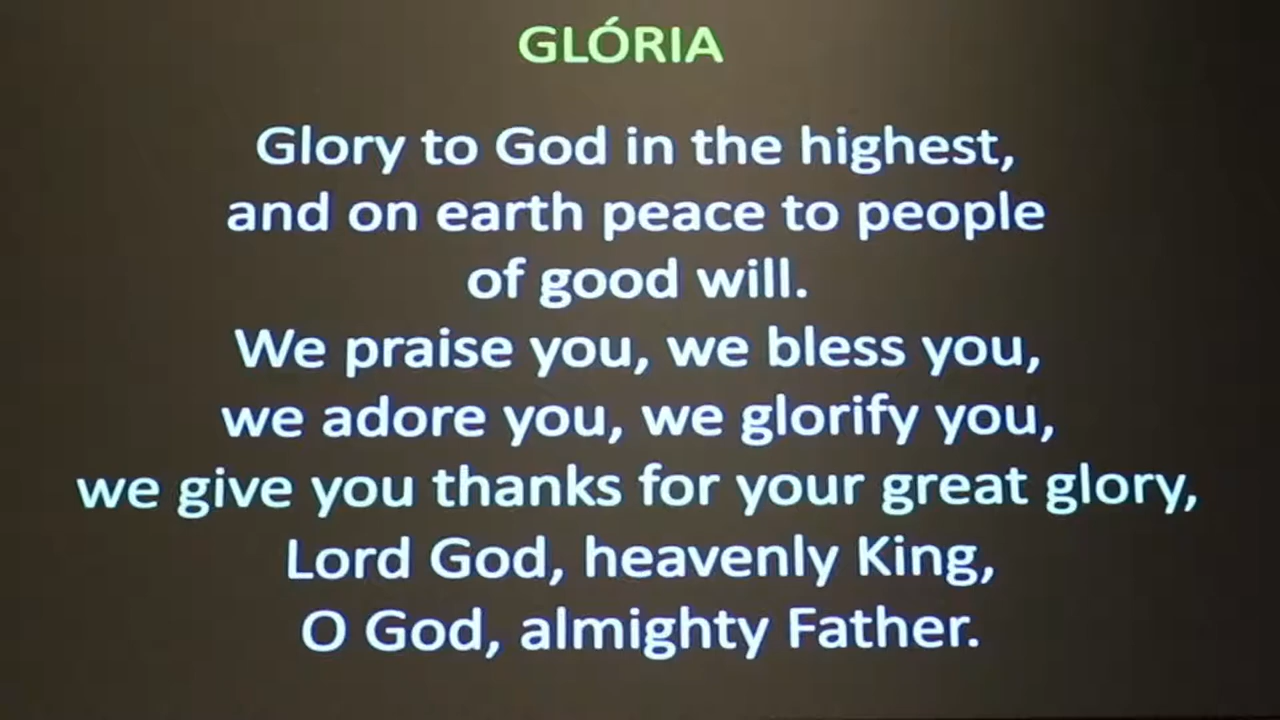 GLÓRIA
Glory to God in the highest,
and on earth peace to people
of good will.
We praise you, we bless you,
we adore you, we glorify you,
we give you thanks for your great glory,
Lord God, heavenly King,
O God, almighty Father.